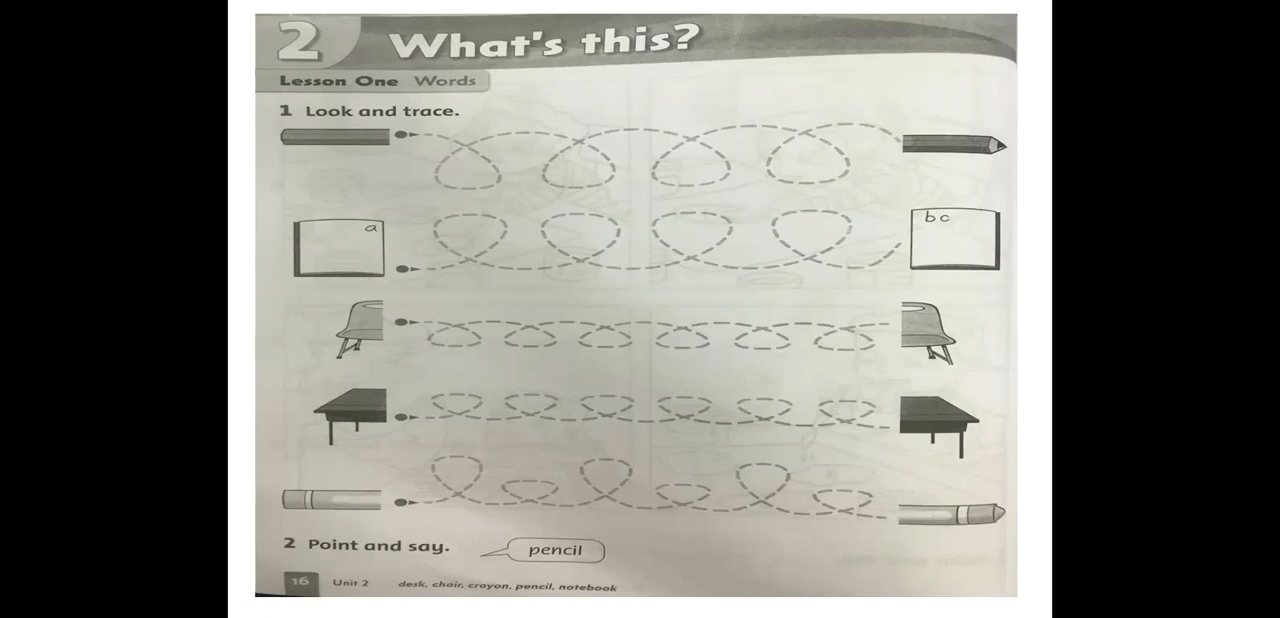 2 What's this?
Lesson One Words
1 Look and trace.
a
bc
2 Point and say.
pencil
16 Unit 2 desk, chair, crayon, pencil, notebook